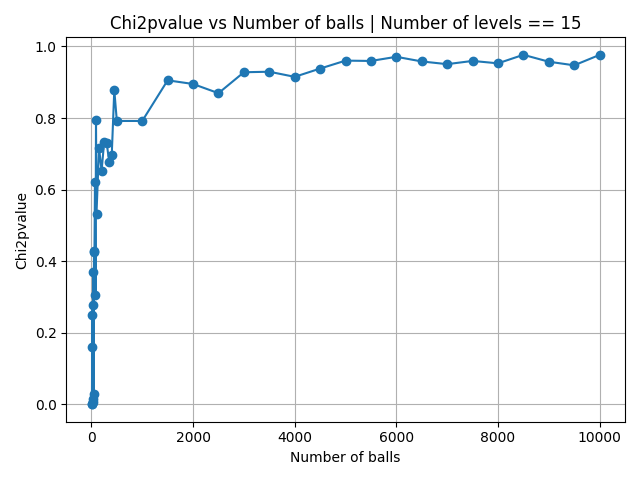 Chi2pvalue vs Number of balls | Number of levels == 15
1.0
0.8
0.6
0.4
0.2
0.0
Chi2pvalue
0 2000 4000 6000 8000 10000
Number of balls